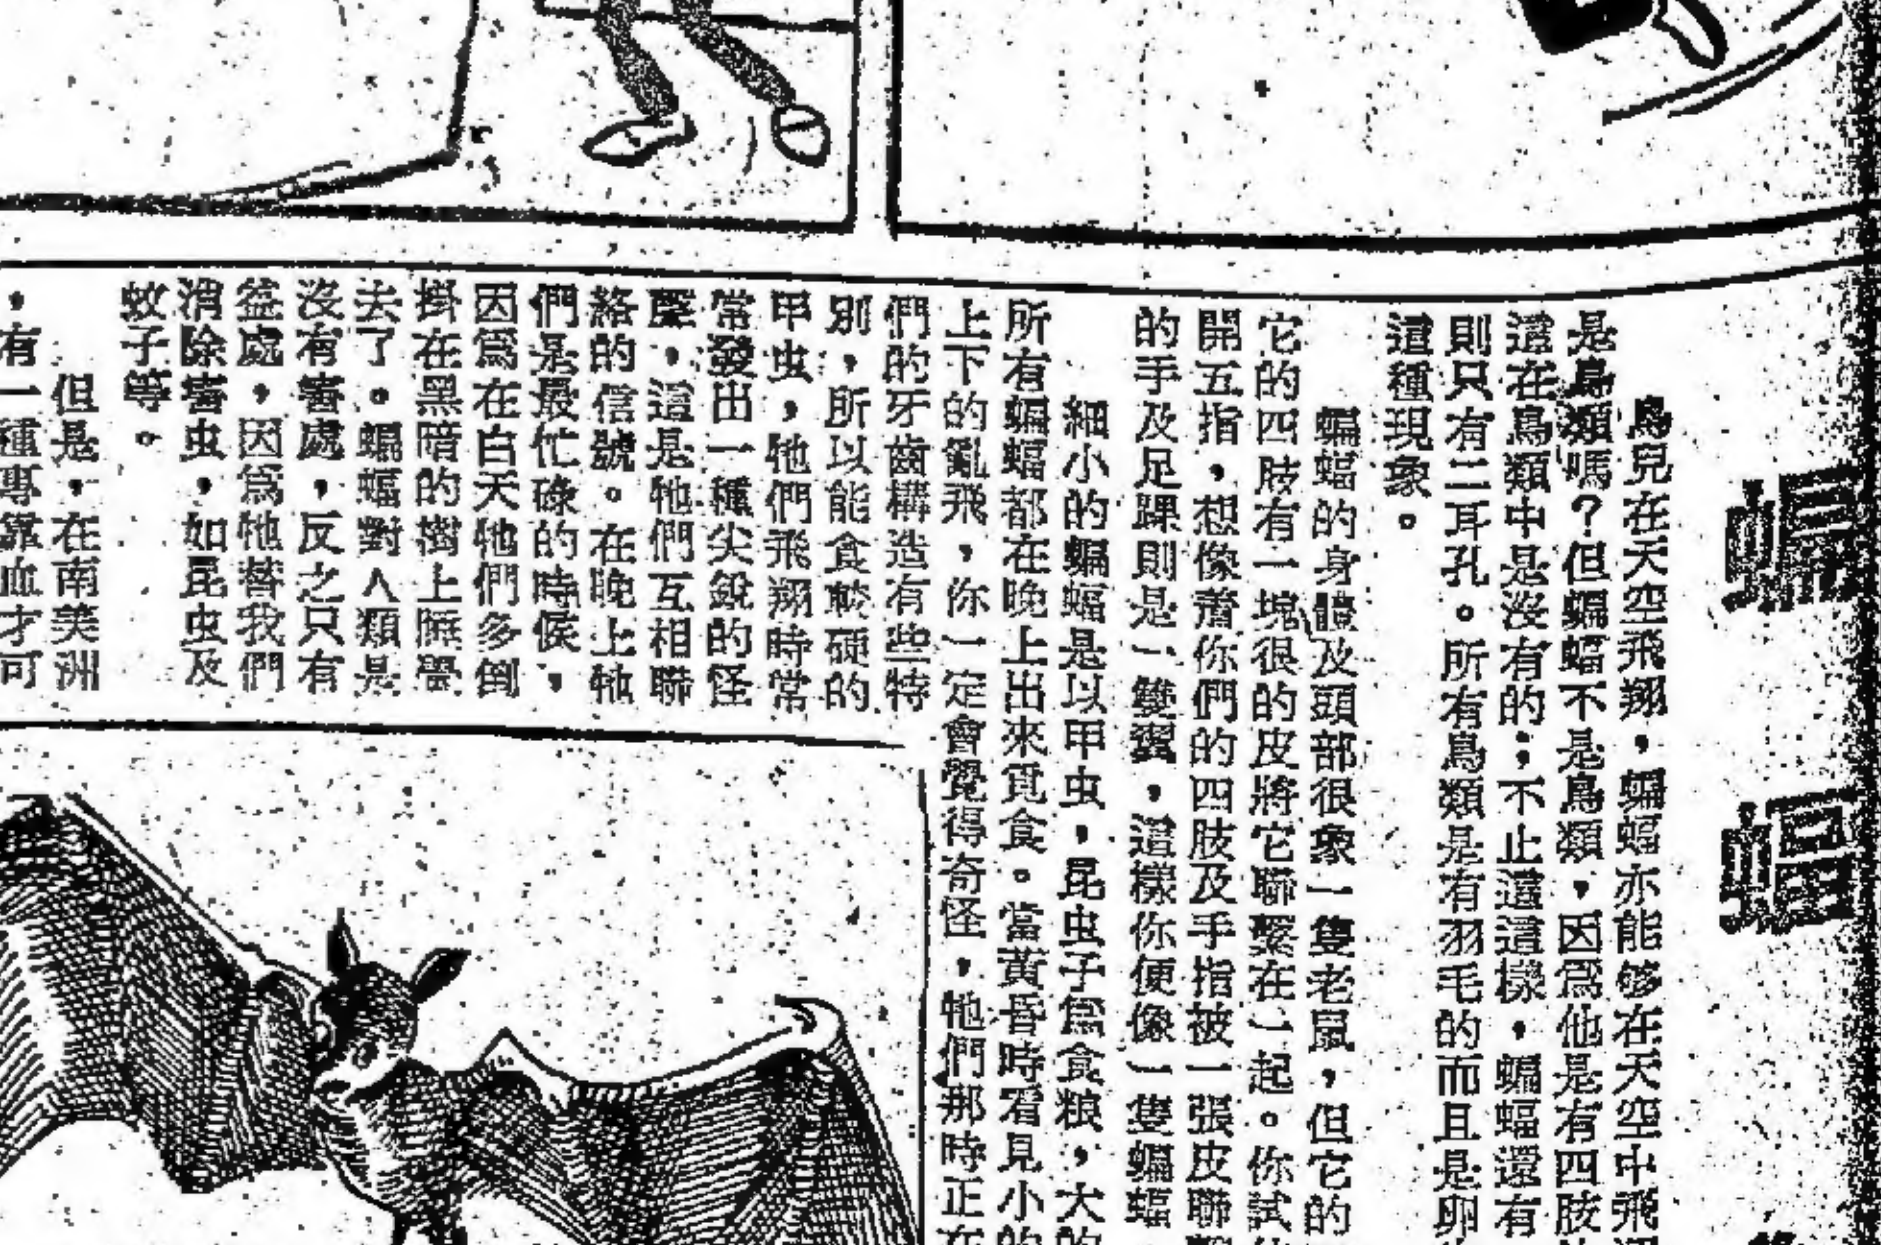 蝙蝠
鳥兒在天空飛翔，蝙蝠亦能够在天空中飛
是鳥類嗎？但蝙蝠不是鳥類，因爲他是有四肢
這在鳥類中是沒有的；不止這這樣，蝙蝠還有
則只有二耳孔。所有鳥類是有羽毛的而且是卵
這種現象。
蝙蝠的身體及頭部很象一隻老鼠，但它的
它的四肢有一塊很的皮將它聯繫在一起。你試
開五指，想像着你們的四肢及手指被一張皮聯
的手及足踝則是一雙翼，這樣你便像一隻蝙蝠
細小的蝙蝠是以甲虫，昆虫子爲食粮，大的
所有蝙蝠都在晚上出來覓食。當黃昏時看見小的
上下的亂飛，你一定會覺得奇怪，牠們那時正在
們的牙齒構造有些特
別，所以能食較硬的
甲虫，牠們飛翔時常
常發出一種尖銳的怪
聲，這是牠們互相聯
絡的信號。在晚上牠
們是最忙碌的時候，
因爲在白天牠們多倒
掛在黑暗的樹上睡覺
去了。蝙蝠對人類是
沒有害處，反之只有
益處，因爲牠替我們
消除害虫，如昆虫及
蚊子等。
但是，在南美洲
，有一種專靠血才可